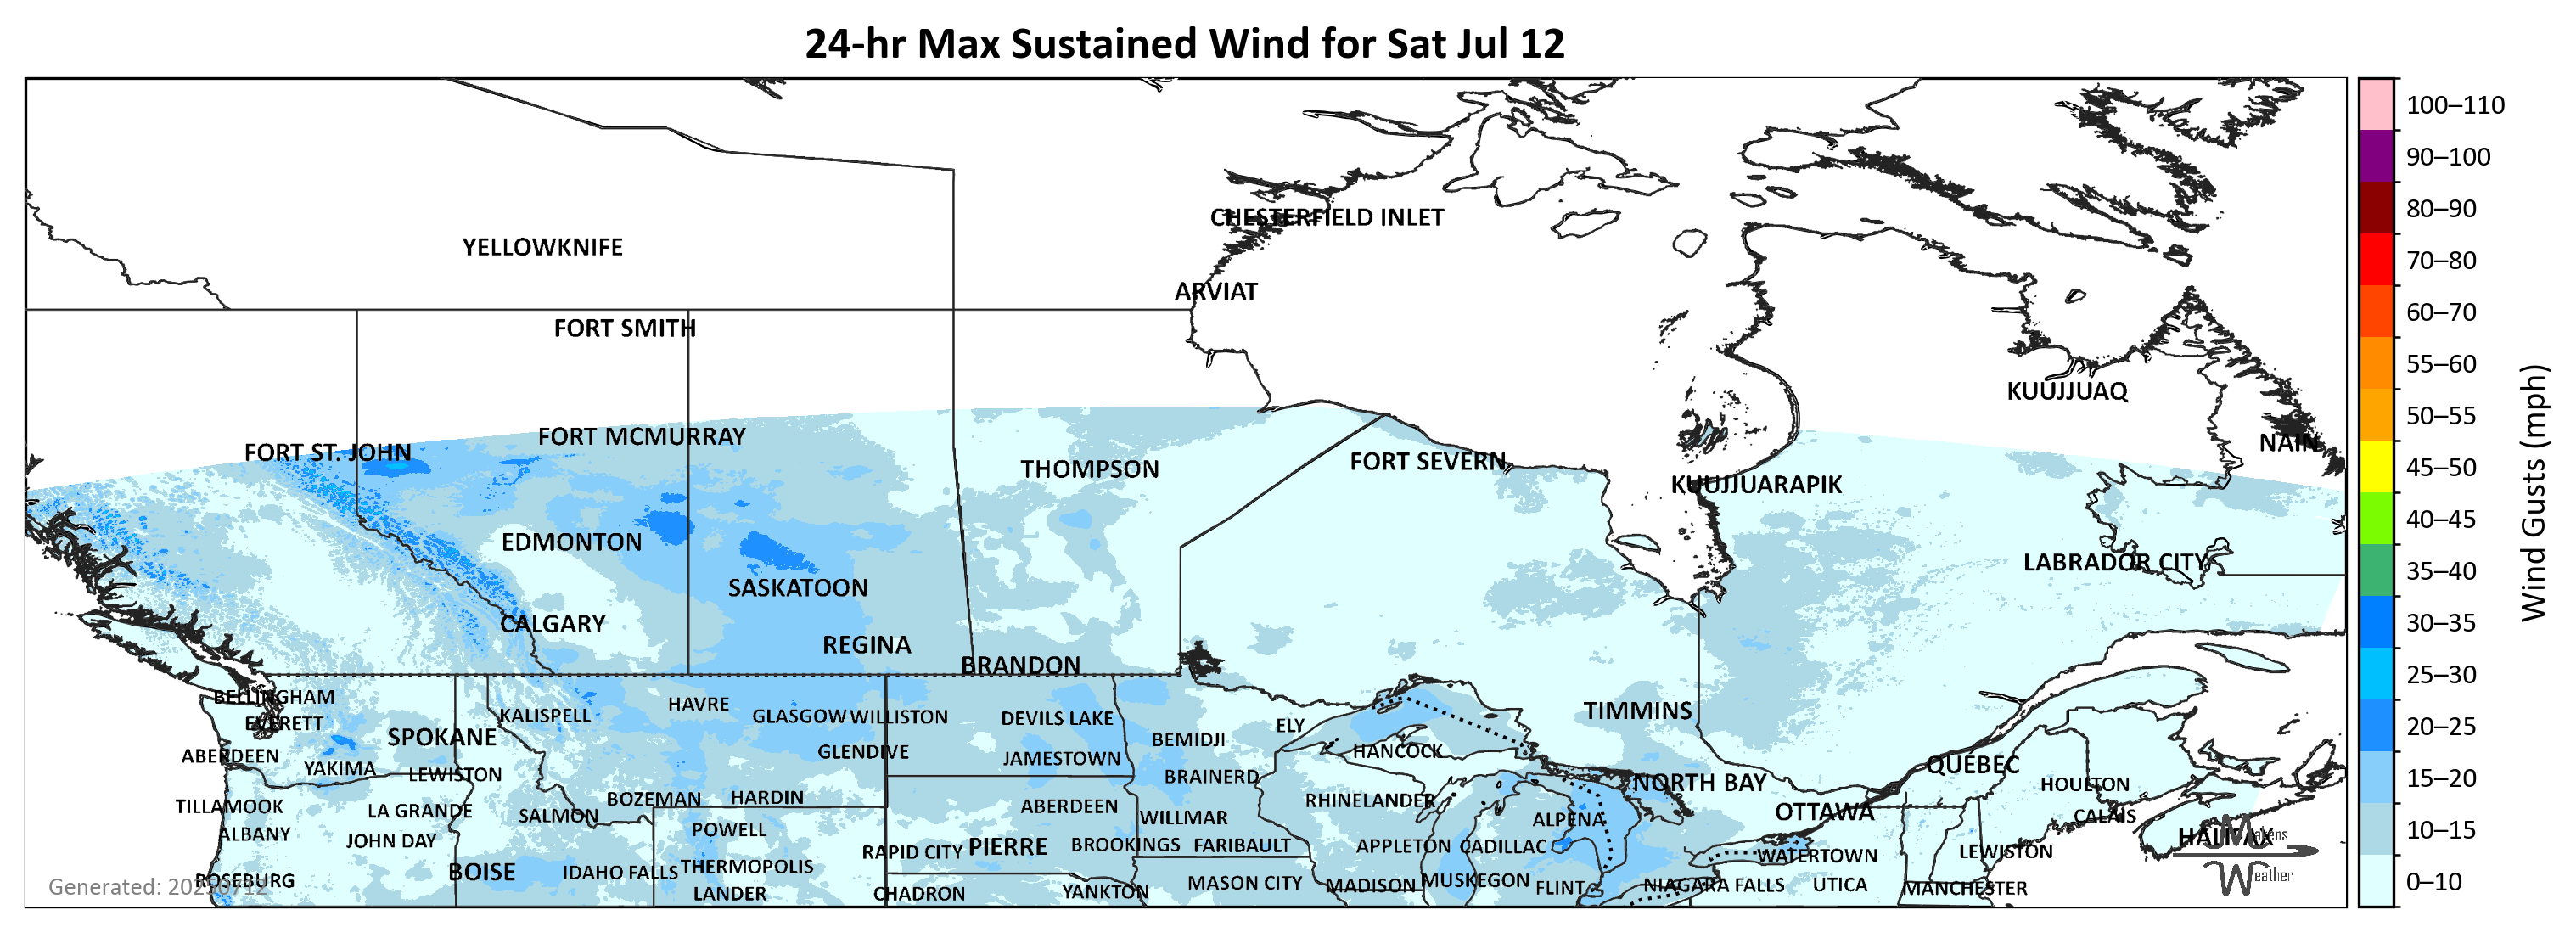 24-hr Max Sustained Wind for Sat Jul 12
100–110
90–100
80–90
70–80
60–70
55–60
50–55
45–50
40–45
35–40
30–35
25–30
20–25
15–20
10–15
0–10
Wind Gusts (mph)
CHESTERFIELD INLET
YELLOWKNIFE
ARVIAT
FORT SMITH
KUUJJUAQ
FORT MCMURRAY
NAIN
FORT ST. JOHN
FORT SEVERN
THOMPSON
KUUJJUARAPIK
EDMONTON
LABRADOR CITY
SASKATOON
CALGARY
REGINA
BRANDON
BELLINGHAM
HAVRE
TIMMINS
KALISPELL
GLASGOW
WILLISTON
DEVILS LAKE
EVERETT
ELY
SPOKANE
BEMIDJI
GLENDIVE
HANCOCK
ABERDEEN
JAMESTOWN
QUÉBEC
YAKIMA
LEWISTON
BRAINERD
NORTH BAY
HOULTON
BOZEMAN
HARDIN
RHINELANDER
TILLAMOOK
ABERDEEN
LA GRANDE
OTTAWA
SALMON
CALAIS
WILLMAR
ALPENA
POWELL
ALBANY
HALIFAX
JOHN DAY
BROOKINGS
FARIBAULT
APPLETON
CADILLAC
PIERRE
RAPID CITY
LEWISTON
WATERTOWN
THERMOPOLIS
BOISE
IDAHO FALLS
ROSEBURG
MUSKEGON
MASON CITY
MADISON
NIAGARA FALLS
UTICA
FLINT
MANCHESTER
YANKTON
LANDER
CHADRON
Generated: 20250712
Makens
Weather